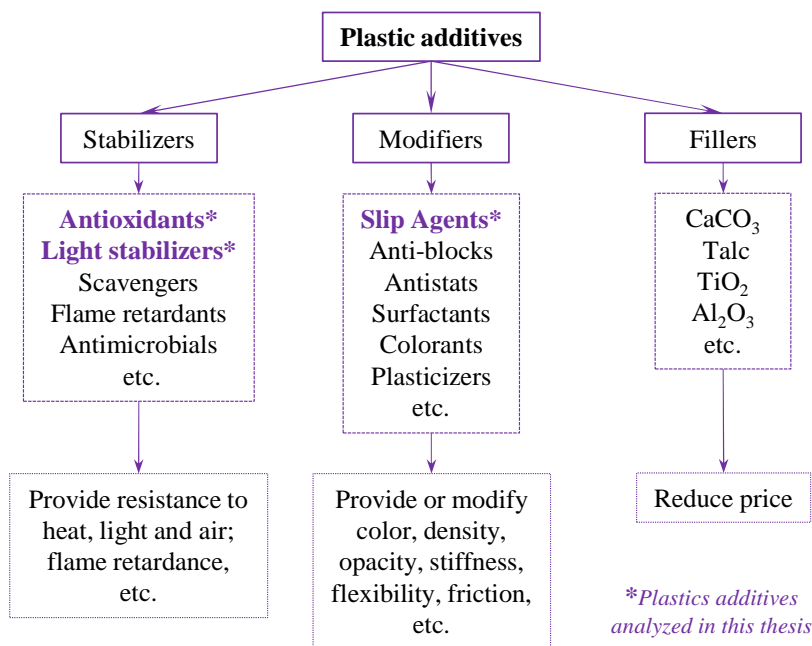 Plastic additives
Stabilizers
Modifiers
Fillers
Antioxidants*
Light stabilizers*
Scavengers
Flame retardants
Antimicrobials
etc.
Slip Agents*
Anti-blocks
Antistats
Surfactants
Colorants
Plasticizers
etc.
CaCO₃
Talc
TiO₂
Al₂O₃
etc.
Provide resistance to
heat, light and air;
flame retardance,
etc.
Provide or modify
color, density,
opacity, stiffness,
flexibility, friction,
etc.
Reduce price
*Plastics additives
analyzed in this thesis